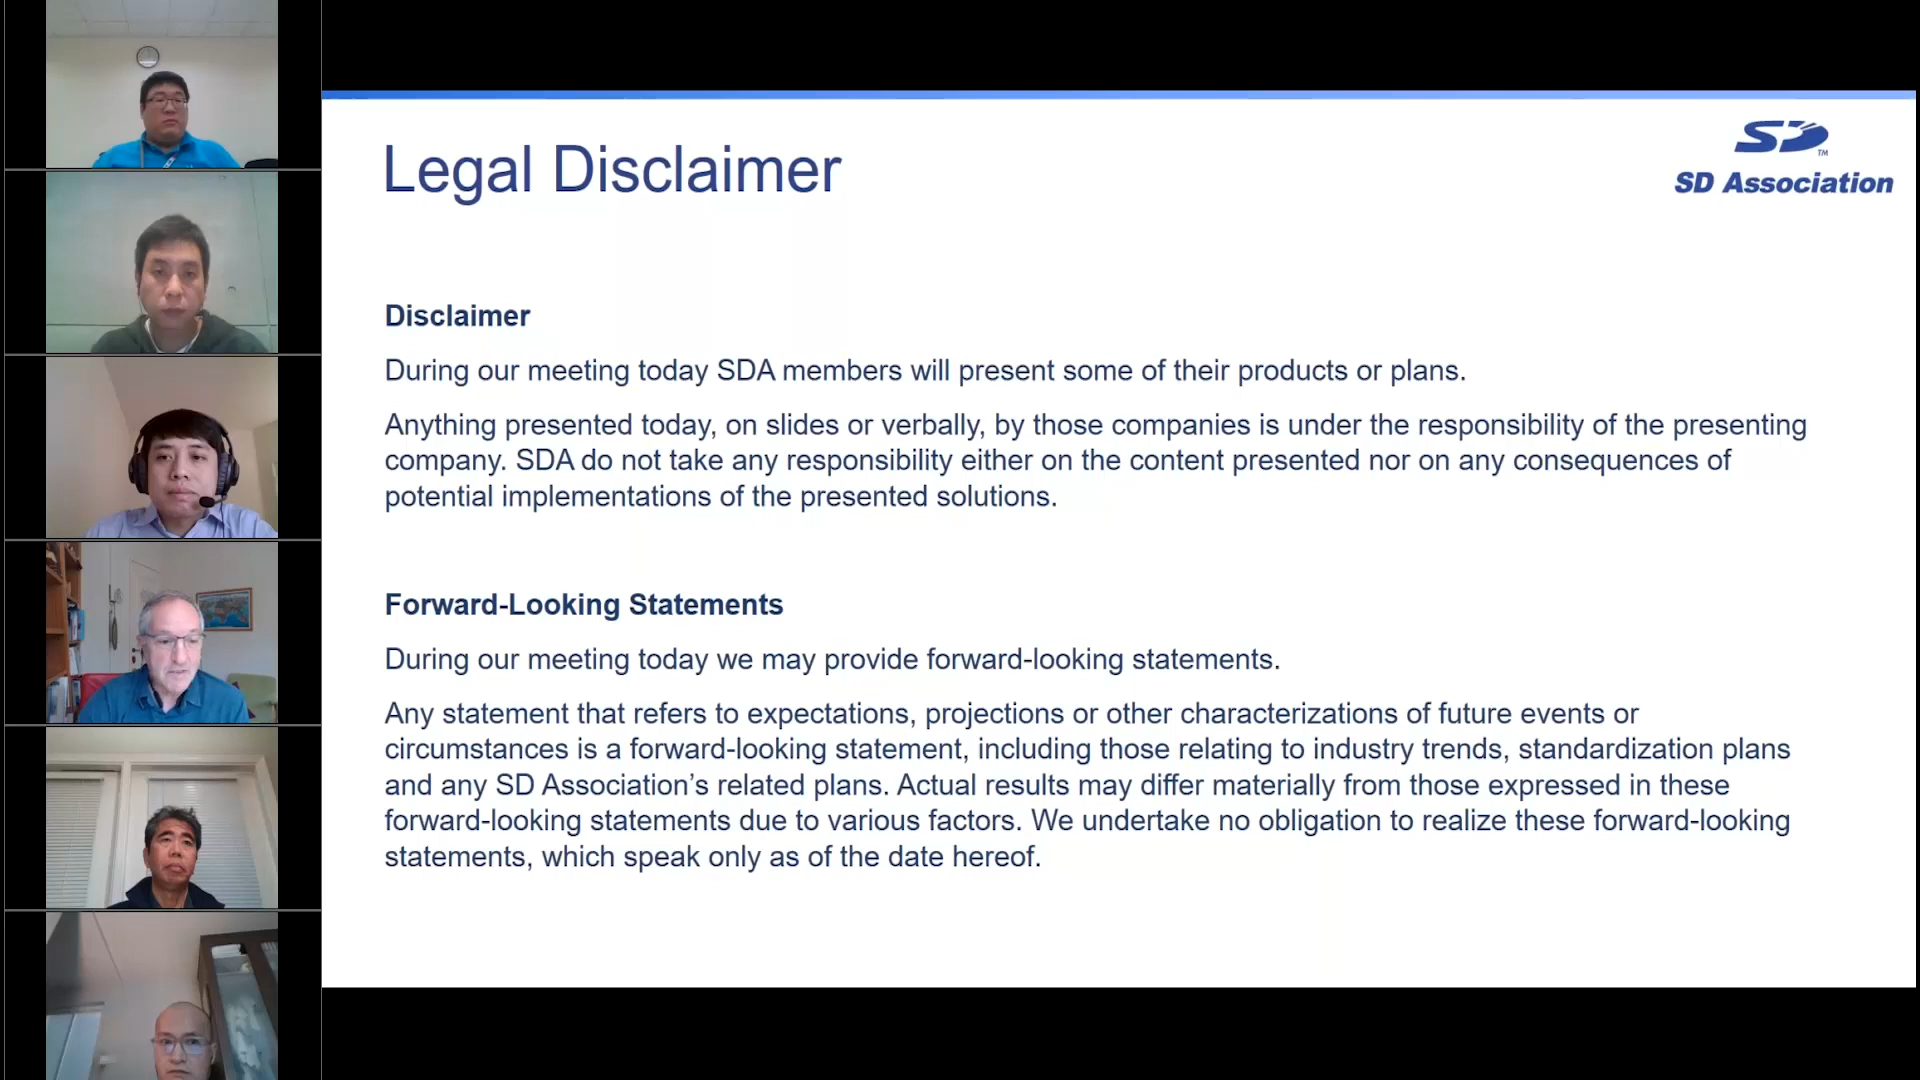 Legal Disclaimer
SD
TM
SD Association
Disclaimer
During our meeting today SDA members will present some of their products or plans.
Anything presented today, on slides or verbally, by those companies is under the responsibility of the presenting
company. SDA do not take any responsibility either on the content presented nor on any consequences of
potential implementations of the presented solutions.
Forward-Looking Statements
During our meeting today we may provide forward-looking statements.
Any statement that refers to expectations, projections or other characterizations of future events or
circumstances is a forward-looking statement, including those relating to industry trends, standardization plans
and any SD Association’s related plans. Actual results may differ materially from those expressed in these
forward-looking statements due to various factors. We undertake no obligation to realize these forward-looking
statements, which speak only as of the date hereof.